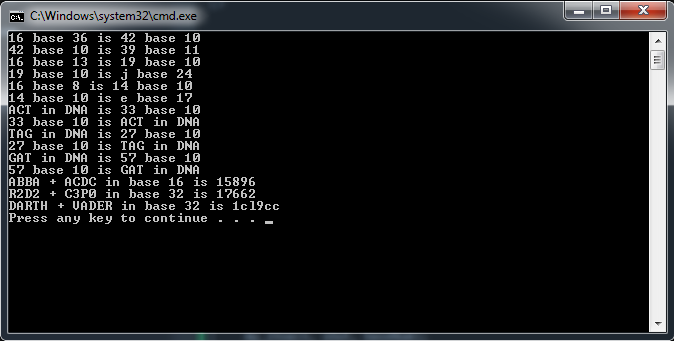 C:\Windows\system32\cmd.exe
16 base 36 is 42 base 10
42 base 10 is 39 base 11
16 base 13 is 19 base 10
19 base 10 is j base 24
16 base 8 is 14 base 10
14 base 10 is e base 17
ACT in DNA is 33 base 10
33 base 10 is ACT in DNA
TAG in DNA is 27 base 10
27 base 10 is TAG in DNA
GAT in DNA is 57 base 10
57 base 10 is GAT in DNA
ABBA + ACDC in base 16 is 15896
R2D2 + C3P0 in base 32 is 17662
DARTH + VADER in base 32 is 1cl9cc
Press any key to continue . . . _